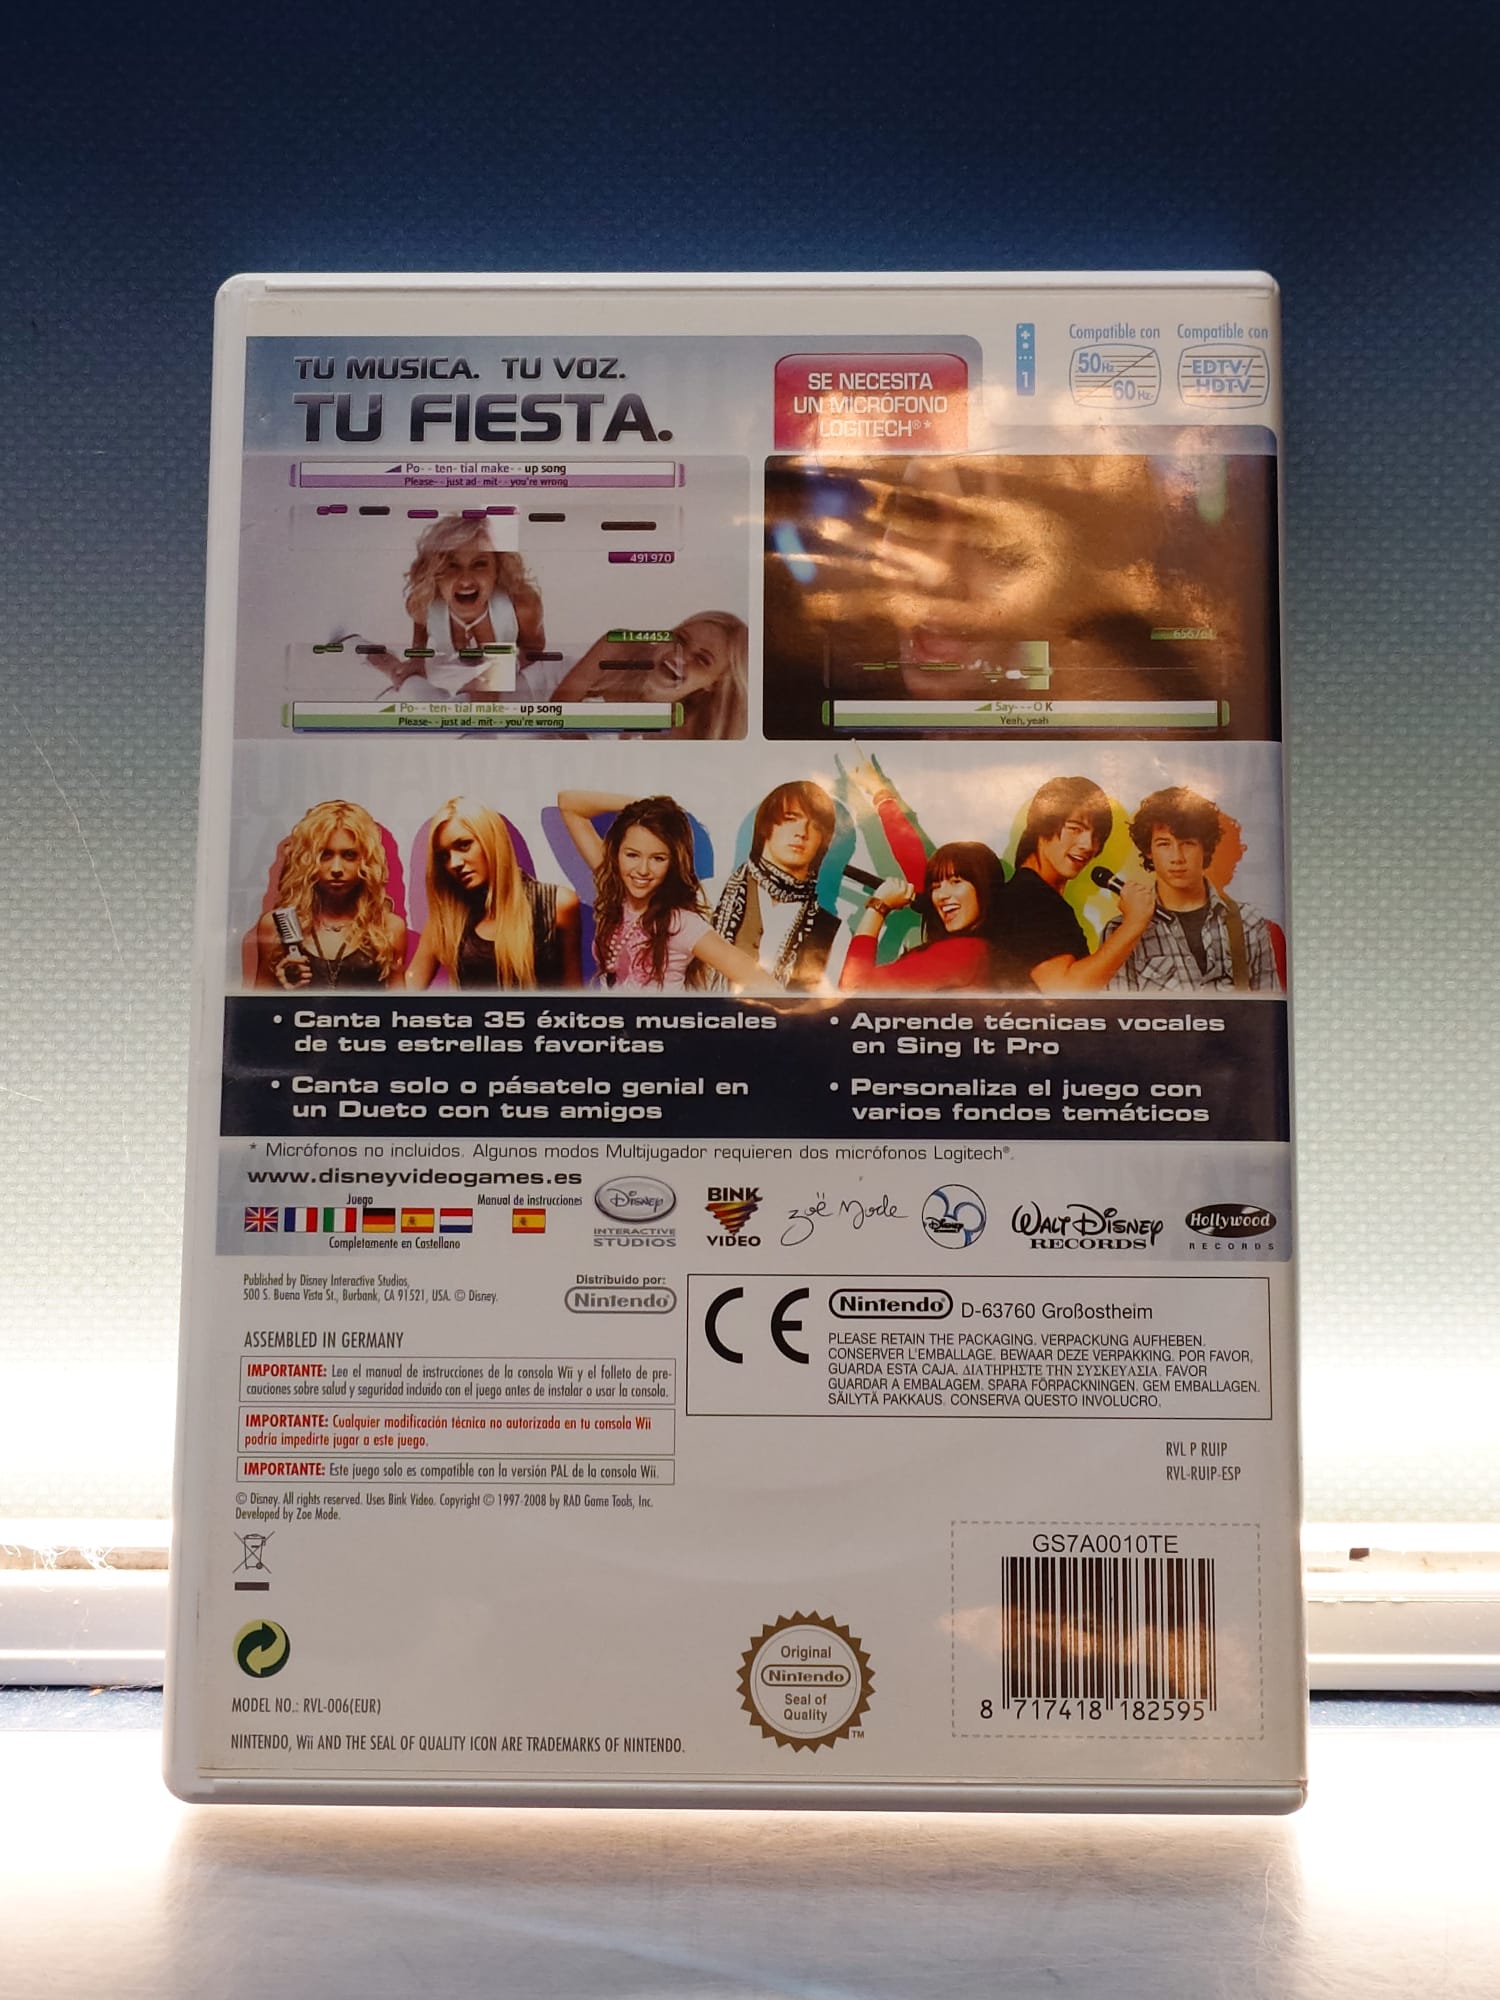 TU MUSICA. TU VOZ.
TU FIESTA.
SE NECESITA
UN MICRÓFONO
LOGITECH®*
1
Compatible con
50Hz
60Hz
Compatible con
EDTV/
HDTV
Po- - ten- tial make- - up song
Please- - just ad- mit- - you're wrong
491970
1144452
Po- - ten- tial make- - up song
Please- - just ad- mit- - you're wrong
Say- - - O K
Yeah, yeah
• Canta hasta 35 éxitos musicales
de tus estrellas favoritas
• Canta solo o pásatelo genial en
un Dueto con tus amigos
• Aprende técnicas vocales
en Sing It Pro
• Personaliza el juego con
varios fondos temáticos
* Micrófonos no incluidos. Algunos modos Multijugador requieren dos micrófonos Logitech®.
www.disneyvideogames.es
Juego
Manual de instrucciones
Completamente en Castellano
Disney
INTERACTIVE
STUDIOS
BINK
VIDEO
zoë mode
Disney
WALT DISNEY
RECORDS
Hollywood
RECORDS
Published by Disney Interactive Studios,
500 S. Buena Vista St., Burbank, CA 91521, USA. © Disney.
Distribuido por:
Nintendo®
ASSEMBLED IN GERMANY
IMPORTANTE: Lee el manual de instrucciones de la consola Wii y el folleto de pre-
cauciones sobre salud y seguridad incluido con el juego antes de instalar o usar la consola.
IMPORTANTE: Cualquier modificación técnica no autorizada en tu consola Wii
podría impedirte jugar a este juego.
IMPORTANTE: Este juego solo es compatible con la versión PAL de la consola Wii.
© Disney. All rights reserved. Uses Bink Video. Copyright © 1997-2008 by RAD Game Tools, Inc.
Developed by Zoe Mode.
CE
Nintendo® D-63760 Großostheim
PLEASE RETAIN THE PACKAGING. VERPACKUNG AUFHEBEN.
CONSERVER L'EMBALLAGE. BEWAAR DEZE VERPAKKING. POR FAVOR,
GUARDA ESTA CAJA. ΔΙΑΤΗΡΗΣΤΕ ΤΗΝ ΣΥΣΚΕΥΑΣΙΑ. FAVOR
GUARDAR A EMBALAGEM. SPARA FÖRPACKNINGEN. GEM EMBALLAGEN.
SÄILYTÄ PAKKAUS. CONSERVA QUESTO INVOLUCRO.
RVL P RUIP
RVL-RUIP-ESP
GS7A0010TE
8 717418 182595
Original
Nintendo
Seal of
Quality
TM
MODEL NO.: RVL-006(EUR)
NINTENDO, Wii AND THE SEAL OF QUALITY ICON ARE TRADEMARKS OF NINTENDO.